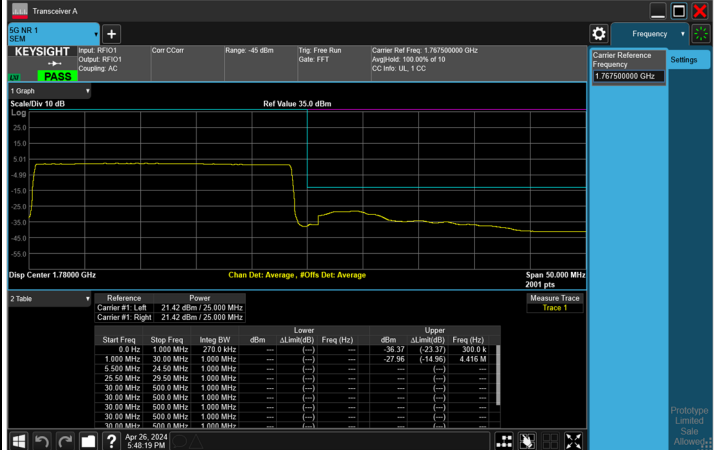 Transceiver A
5G NR 1
SEM
Frequency
KEYSIGHT
PASS
Input: RFIO1
Output: RFIO1
Coupling: AC
Corr CCorr
Range: -45 dBm
Trig: Free Run
Gate: FFT
Carrier Ref Freq: 1.767500000 GHz
Avg|Hold: 100.00% of 10
CC Info: UL, 1 CC
Carrier Reference
Frequency
1.767500000 GHz
Settings
1 Graph
Scale/Div 10 dB
Ref Value 35.0 dBm
Log
25.0
15.0
5.01
-4.99
-15.0
-25.0
-35.0
-45.0
-55.0
Disp Center 1.78000 GHz
Chan Det: Average , #Offs Det: Average
Span 50.000 MHz
2001 pts
2 Table
Reference Power
Carrier #1: Left 21.42 dBm / 25.000 MHz
Carrier #1: Right 21.42 dBm / 25.000 MHz
Measure Trace
Trace 1
Lower Upper
Start Freq Stop Freq Integ BW dBm ΔLimit(dB) Freq (Hz) dBm ΔLimit(dB) Freq (Hz)
0.0 Hz 1.000 MHz 270.0 kHz --- (---) --- -36.37 (-23.37) 300.0 k
1.000 MHz 30.00 MHz 1.000 MHz --- (---) --- -27.96 (-14.96) 4.416 M
5.500 MHz 24.50 MHz 1.000 MHz --- (---) --- --- (---) ---
25.50 MHz 29.50 MHz 1.000 MHz --- (---) --- --- (---) ---
30.00 MHz 500.0 MHz 1.000 MHz --- (---) --- --- (---) ---
30.00 MHz 500.0 MHz 1.000 MHz --- (---) --- --- (---) ---
30.00 MHz 500.0 MHz 1.000 MHz --- (---) --- --- (---) ---
30.00 MHz 500.0 MHz 1.000 MHz --- (---) --- --- (---) ---
30.00 MHz 500.0 MHz 1.000 MHz --- (---) --- --- (---) ---
Prototype
Limited
Sale
Allowed
Apr 26, 2024
5:48:19 PM